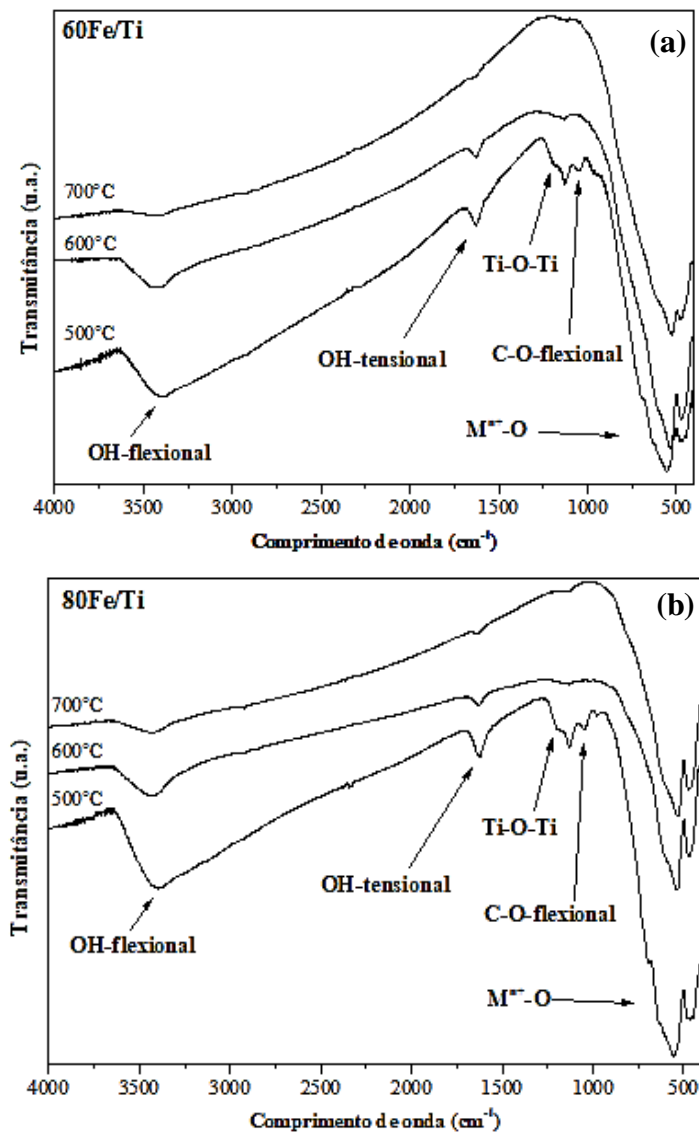 60Fe/Ti
(a)
700°C
600°C
500°C
Ti-O-Ti
OH-tensional
C-O-flexional
OH-flexional
Mⁿ⁺-O
Transmitância (u.a.)
4000 3500 3000 2500 2000 1500 1000 500
Comprimento de onda (cm⁻¹)
80Fe/Ti
(b)
700°C
600°C
500°C
Ti-O-Ti
OH-tensional
C-O-flexional
OH-flexional
Mⁿ⁺-O
Transmitância (u.a.)
4000 3500 3000 2500 2000 1500 1000 500
Comprimento de onda (cm⁻¹)